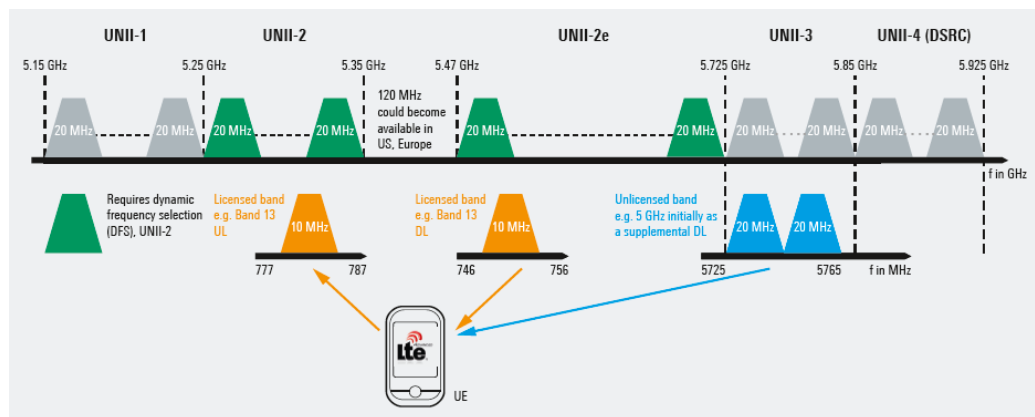 UNII-1
UNII-2
UNII-2e
UNII-3
UNII-4 (DSRC)
5.15 GHz
5.25 GHz
5.35 GHz
5.47 GHz
5.725 GHz
5.85 GHz
5.925 GHz
20 MHz
20 MHz
20 MHz
20 MHz
120 MHz
could become
available in
US, Europe
20 MHz
20 MHz
20 MHz
20 MHz
20 MHz
20 MHz
f in GHz
Requires dynamic
frequency selection
(DFS), UNII-2
Licensed band
e.g. Band 13
UL
10 MHz
777
787
Licensed band
e.g. Band 13
DL
10 MHz
746
756
Unlicensed band
e.g. 5 GHz initially as
a supplemental DL
20 MHz
20 MHz
5725
5765
f in MHz
Lte
UE